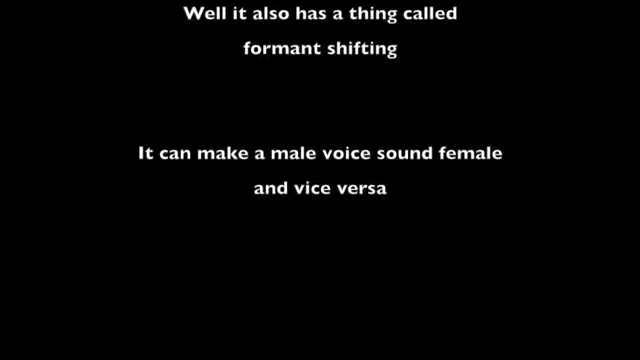 Well it also has a thing called
formant shifting
It can make a male voice sound female
and vice versa